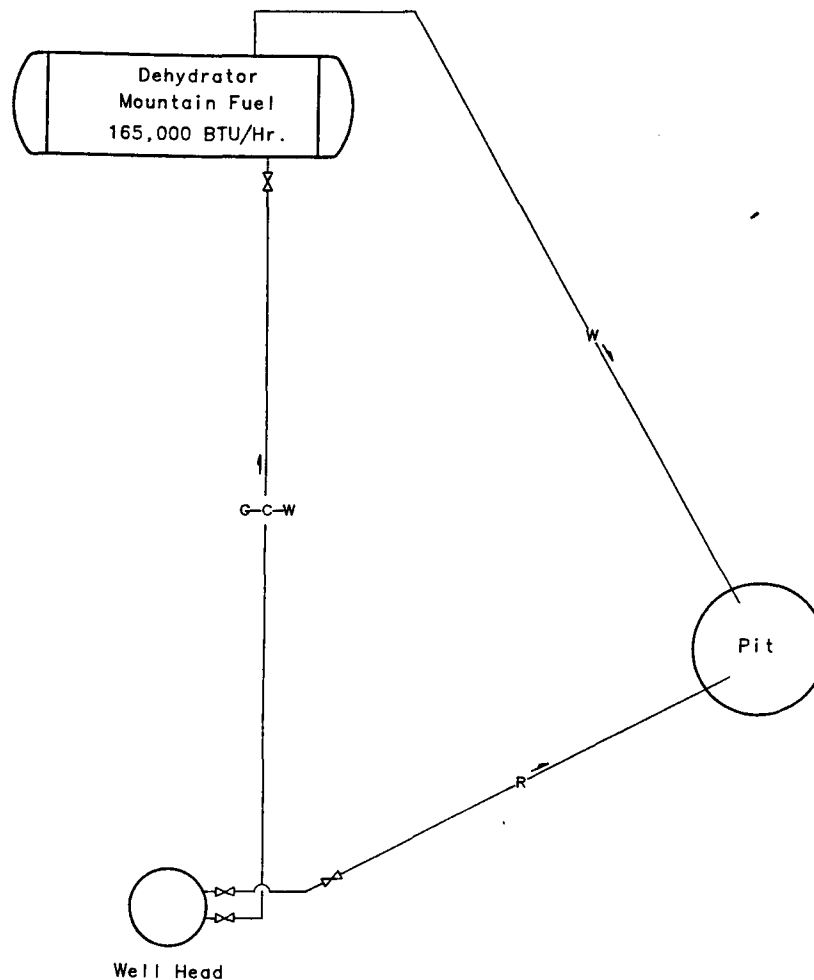 Dehydrator
Mountain Fuel
165,000 BTU/Hr.
W
G-C-W
Pit
R
Well Head